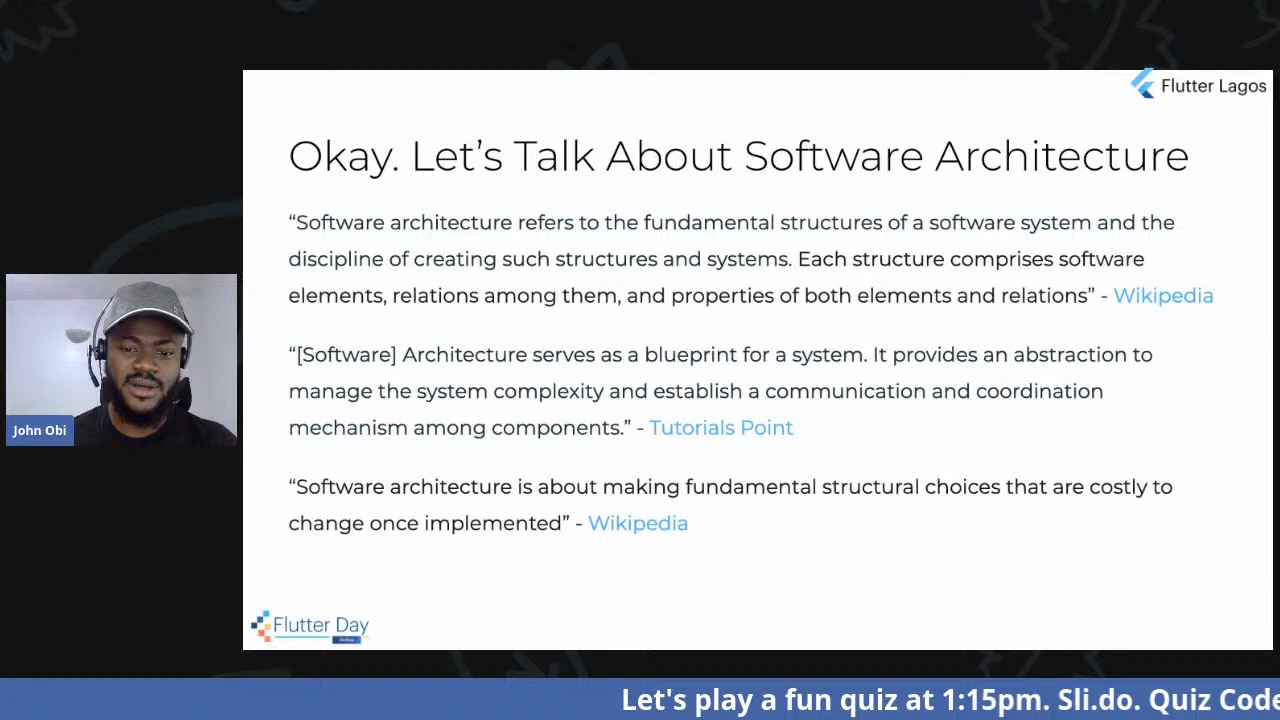 Flutter Lagos
Okay. Let’s Talk About Software Architecture
“Software architecture refers to the fundamental structures of a software system and the
discipline of creating such structures and systems. Each structure comprises software
elements, relations among them, and properties of both elements and relations” - Wikipedia
“[Software] Architecture serves as a blueprint for a system. It provides an abstraction to
manage the system complexity and establish a communication and coordination
mechanism among components.” - Tutorials Point
“Software architecture is about making fundamental structural choices that are costly to
change once implemented” - Wikipedia
John Obi
Flutter Day
Online
Let's play a fun quiz at 1:15pm. Sli.do. Quiz Code